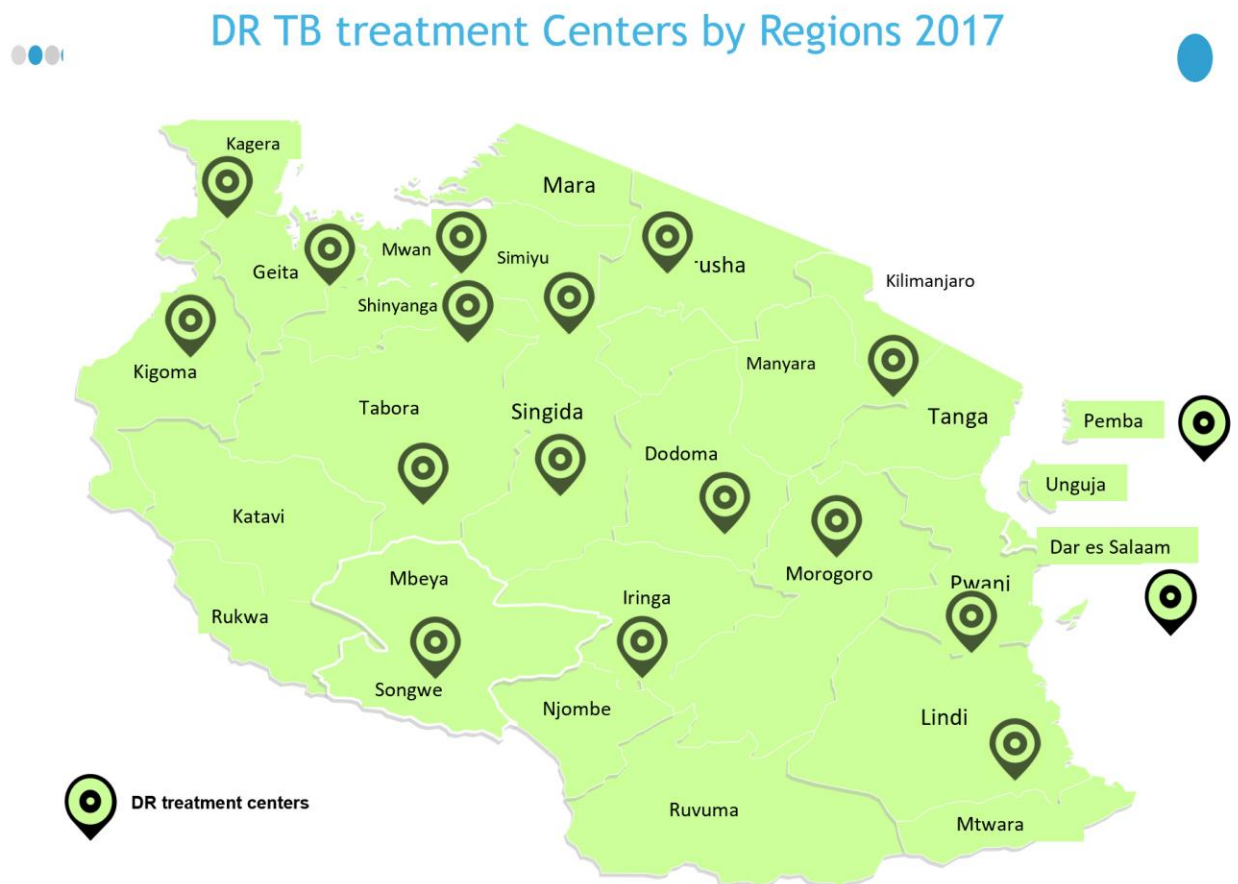 DR TB treatment Centers by Regions 2017
Kagera
Mara
Mwan
Simiyu
Geita
rusha
Kilimanjaro
Shinyanga
Kigoma
Manyara
Tabora
Singida
Tanga
Pemba
Dodoma
Unguja
Katavi
Dar es Salaam
Mbeya
Morogoro
Pwani
Iringa
Rukwa
Songwe
Njombe
Lindi
DR treatment centers
Ruvuma
Mtwara